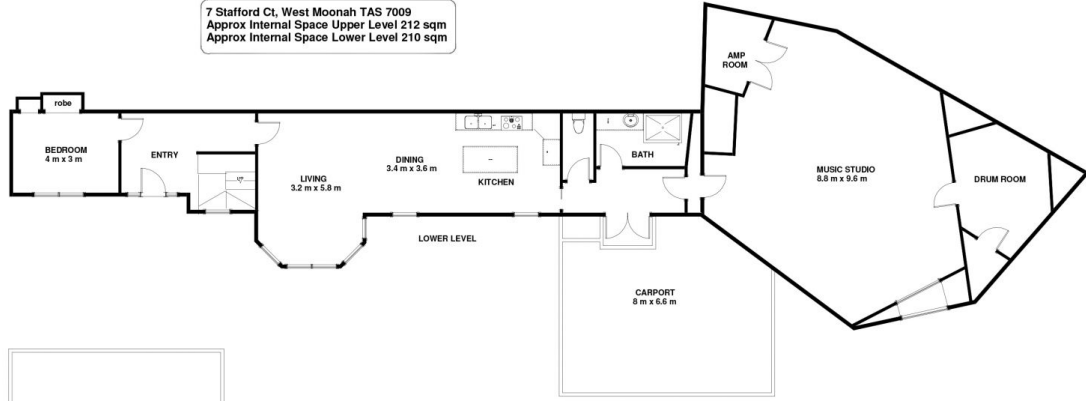 7 Stafford Ct, West Moonah TAS 7009
Approx Internal Space Upper Level 212 sqm
Approx Internal Space Lower Level 210 sqm
AMP
ROOM
robe
BEDROOM
4 m x 3 m
ENTRY
UP
LIVING
3.2 m x 5.8 m
DINING
3.4 m x 3.6 m
KITCHEN
BATH
MUSIC STUDIO
8.8 m x 9.6 m
DRUM ROOM
LOWER LEVEL
CARPORT
8 m x 6.6 m